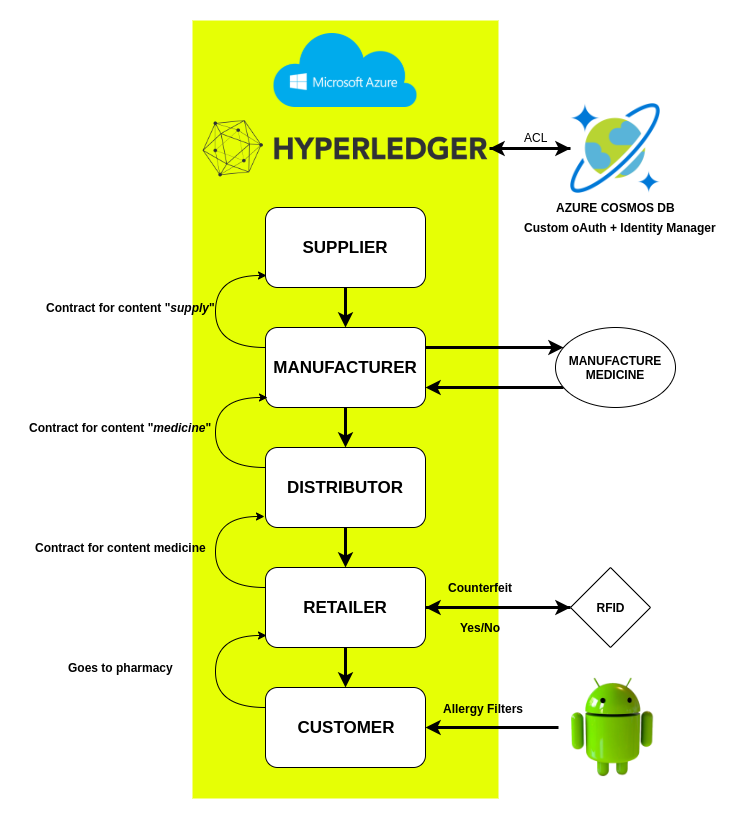 Microsoft Azure
HYPERLEDGER
ACL
AZURE COSMOS DB
Custom oAuth + Identity Manager
SUPPLIER
Contract for content "supply"
MANUFACTURER
MANUFACTURE
MEDICINE
Contract for content "medicine"
DISTRIBUTOR
Contract for content medicine
Counterfeit
RETAILER
RFID
Yes/No
Goes to pharmacy
Allergy Filters
CUSTOMER